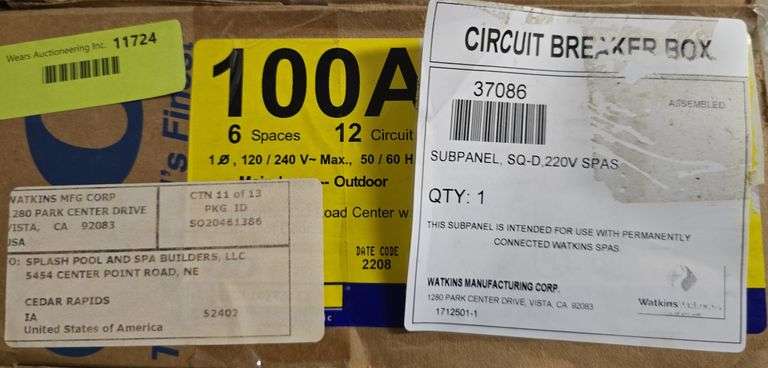 Wears Auctioneering Inc. 11724
100A
6 Spaces 12 Circuit
1 Ø, 120 / 240 V~ Max., 50 / 60 H
Outdoor
Load Center w
DATE CODE
2208
WATKINS MFG CORP
1280 PARK CENTER DRIVE
VISTA, CA 92083
USA
CTN 11 of 13
PKG ID
SO20461386
O: SPLASH POOL AND SPA BUILDERS, LLC
5454 CENTER POINT ROAD, NE
CEDAR RAPIDS
IA 52402
United States of America
CIRCUIT BREAKER BOX
37086
ASSEMBLED
SUBPANEL, SQ-D,220V SPAS
QTY: 1
THIS SUBPANEL IS INTENDED FOR USE WITH PERMANENTLY
CONNECTED WATKINS SPAS
WATKINS MANUFACTURING CORP.
1280 PARK CENTER DRIVE, VISTA, CA. 92083
1712501-1
Watkins